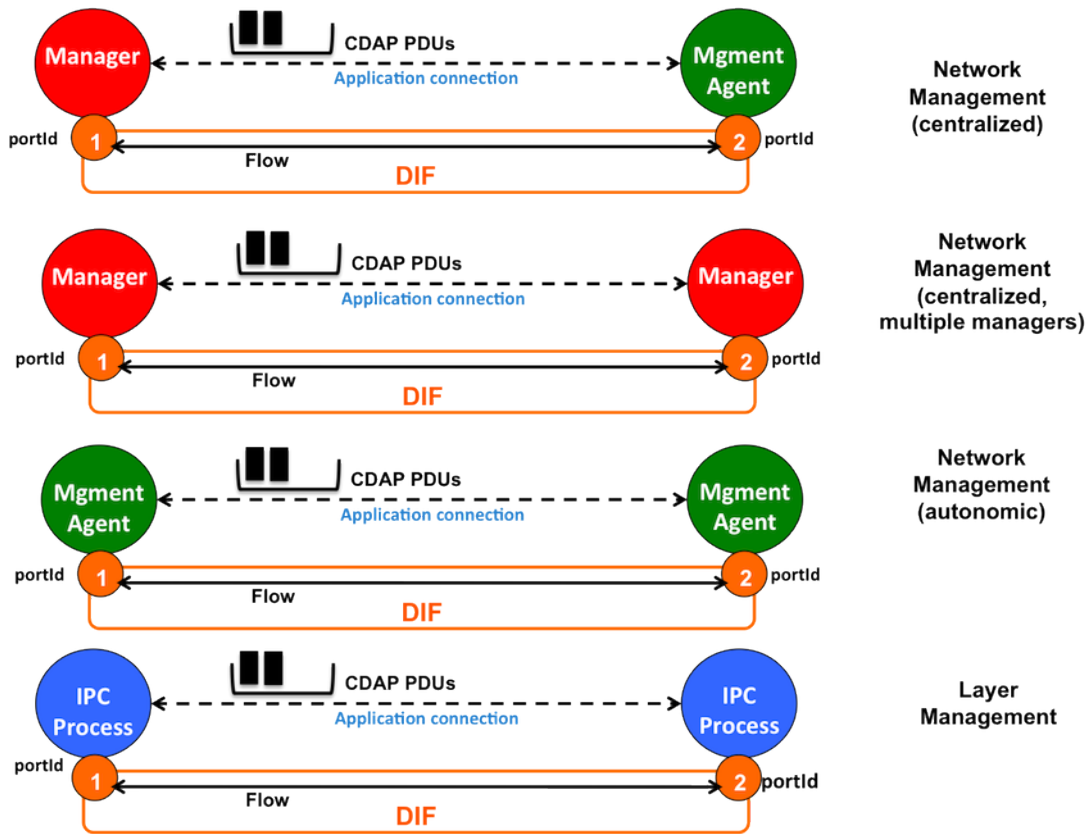 Manager
CDAP PDUs
Application connection
Mgment
Agent
Network
Management
(centralized)
portId
1
Flow
2
portId
DIF
Manager
CDAP PDUs
Application connection
Manager
Network
Management
(centralized,
multiple managers)
portId
1
Flow
2
portId
DIF
Mgment
Agent
CDAP PDUs
Application connection
Mgment
Agent
Network
Management
(autonomic)
portId
1
Flow
2
portId
DIF
IPC
Process
CDAP PDUs
Application connection
IPC
Process
Layer
Management
portId
1
Flow
2
portId
DIF